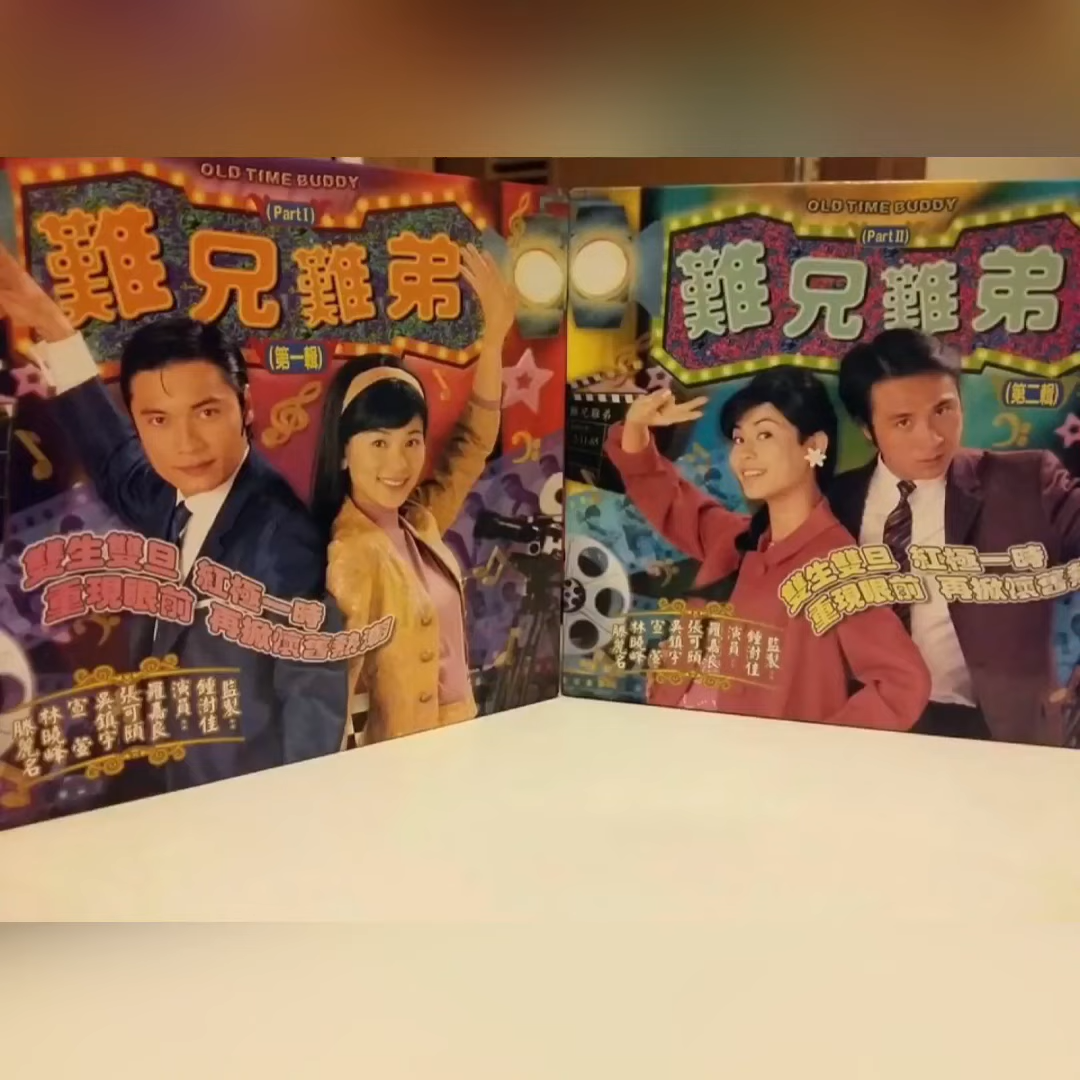 OLD TIME BUDDY
(Part I)
難兄難弟
(第一輯)
雙生雙旦 紅極一時
重現眼前 再掀懷舊熱潮
監製：
鍾澍佳
演員：
羅嘉良
張可頤
吳鎮宇
宣萱
林曉峰
滕麗名
OLD TIME BUDDY
(Part II)
難兄難弟
(第二輯)
雙生雙旦 紅極一時
重現眼前 再掀懷舊熱
監製：
鍾澍佳
演員：
羅嘉良
張可頤
吳鎮宇
宣萱
林曉峰
滕麗名